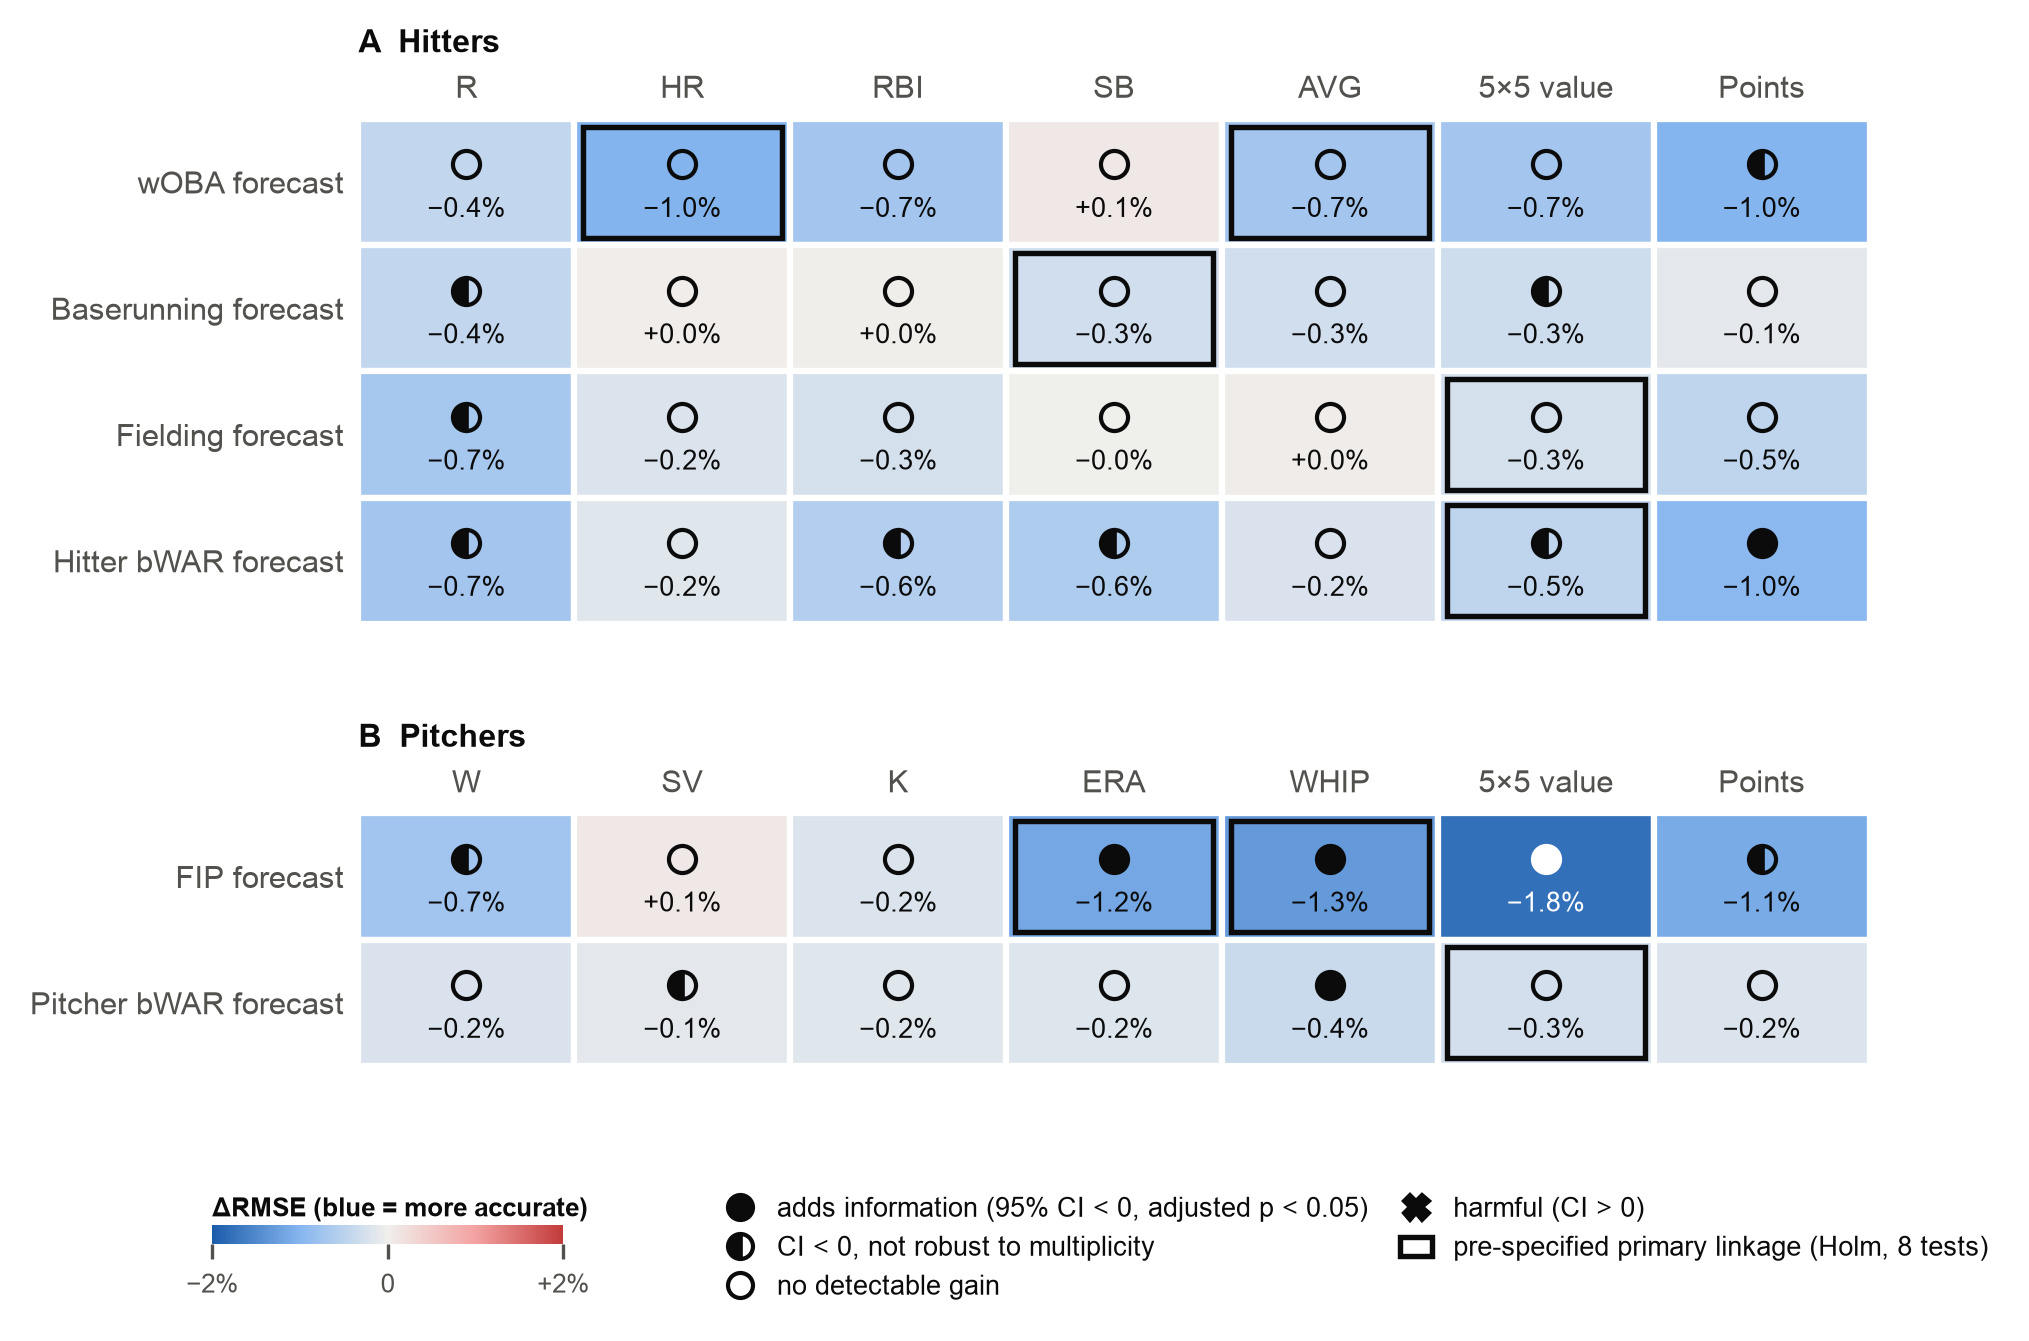 A Hitters
R HR RBI SB AVG 5×5 value Points
wOBA forecast −0.4% −1.0% −0.7% +0.1% −0.7% −0.7% −1.0%
Baserunning forecast −0.4% +0.0% +0.0% −0.3% −0.3% −0.3% −0.1%
Fielding forecast −0.7% −0.2% −0.3% −0.0% +0.0% −0.3% −0.5%
Hitter bWAR forecast −0.7% −0.2% −0.6% −0.6% −0.2% −0.5% −1.0%
B Pitchers
W SV K ERA WHIP 5×5 value Points
FIP forecast −0.7% +0.1% −0.2% −1.2% −1.3% −1.8% −1.1%
Pitcher bWAR forecast −0.2% −0.1% −0.2% −0.2% −0.4% −0.3% −0.2%
ΔRMSE (blue = more accurate)
−2% 0 +2%
adds information (95% CI < 0, adjusted p < 0.05)
CI < 0, not robust to multiplicity
no detectable gain
harmful (CI > 0)
pre-specified primary linkage (Holm, 8 tests)